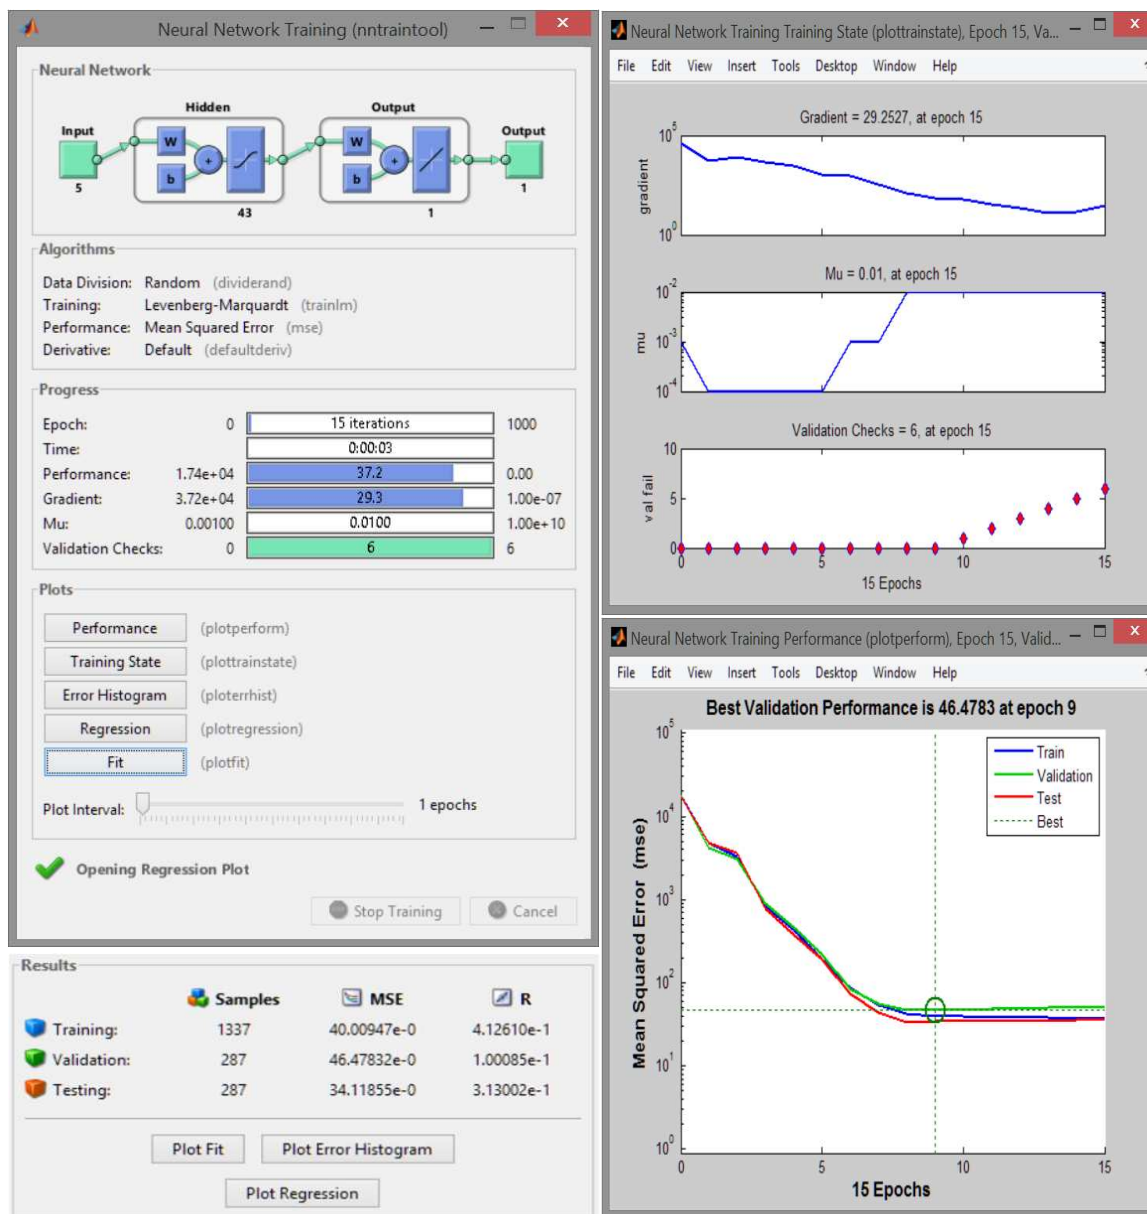 Neural Network Training (nntraintool)
Neural Network
Hidden
Output
Input
Output
W
b
+
W
b
+
5
43
1
1
Algorithms
Data Division: Random (dividerand)
Training: Levenberg-Marquardt (trainlm)
Performance: Mean Squared Error (mse)
Derivative: Default (defaultderiv)
Progress
Epoch: 0 15 iterations 1000
Time: 0:00:03
Performance: 1.74e+04 37.2 0.00
Gradient: 3.72e+04 29.3 1.00e-07
Mu: 0.00100 0.0100 1.00e+10
Validation Checks: 0 6 6
Plots
Performance (plotperform)
Training State (plottrainstate)
Error Histogram (ploterrhist)
Regression (plotregression)
Fit (plotfit)
Plot Interval: 1 epochs
Opening Regression Plot
Stop Training Cancel
Results
Samples MSE R
Training: 1337 40.00947e-0 4.12610e-1
Validation: 287 46.47832e-0 1.00085e-1
Testing: 287 34.11855e-0 3.13002e-1
Plot Fit Plot Error Histogram
Plot Regression
Neural Network Training Training State (plottrainstate), Epoch 15, Va...
File Edit View Insert Tools Desktop Window Help
Gradient = 29.2527, at epoch 15
10^5
10^0
gradient
Mu = 0.01, at epoch 15
10^-2
10^-3
10^-4
mu
Validation Checks = 6, at epoch 15
10
5
0
val fail
0 5 10 15
15 Epochs
Neural Network Training Performance (plotperform), Epoch 15, Valid...
File Edit View Insert Tools Desktop Window Help
Best Validation Performance is 46.4783 at epoch 9
10^5
10^4
10^3
10^2
10^1
10^0
Mean Squared Error (mse)
Train
Validation
Test
Best
0 5 10 15
15 Epochs